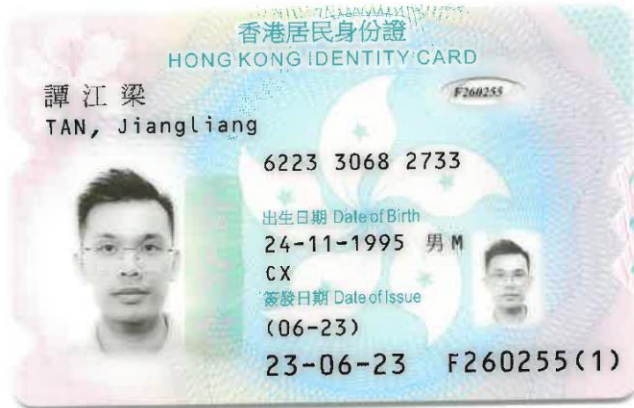 香港居民身份證
HONG KONG IDENTITY CARD
譚江梁
F260255
TAN, Jiangliang
6223 3068 2733
出生日期 Date of Birth
24-11-1995 男 M
CX
簽發日期 Date of Issue
(06-23)
23-06-23 F260255(1)